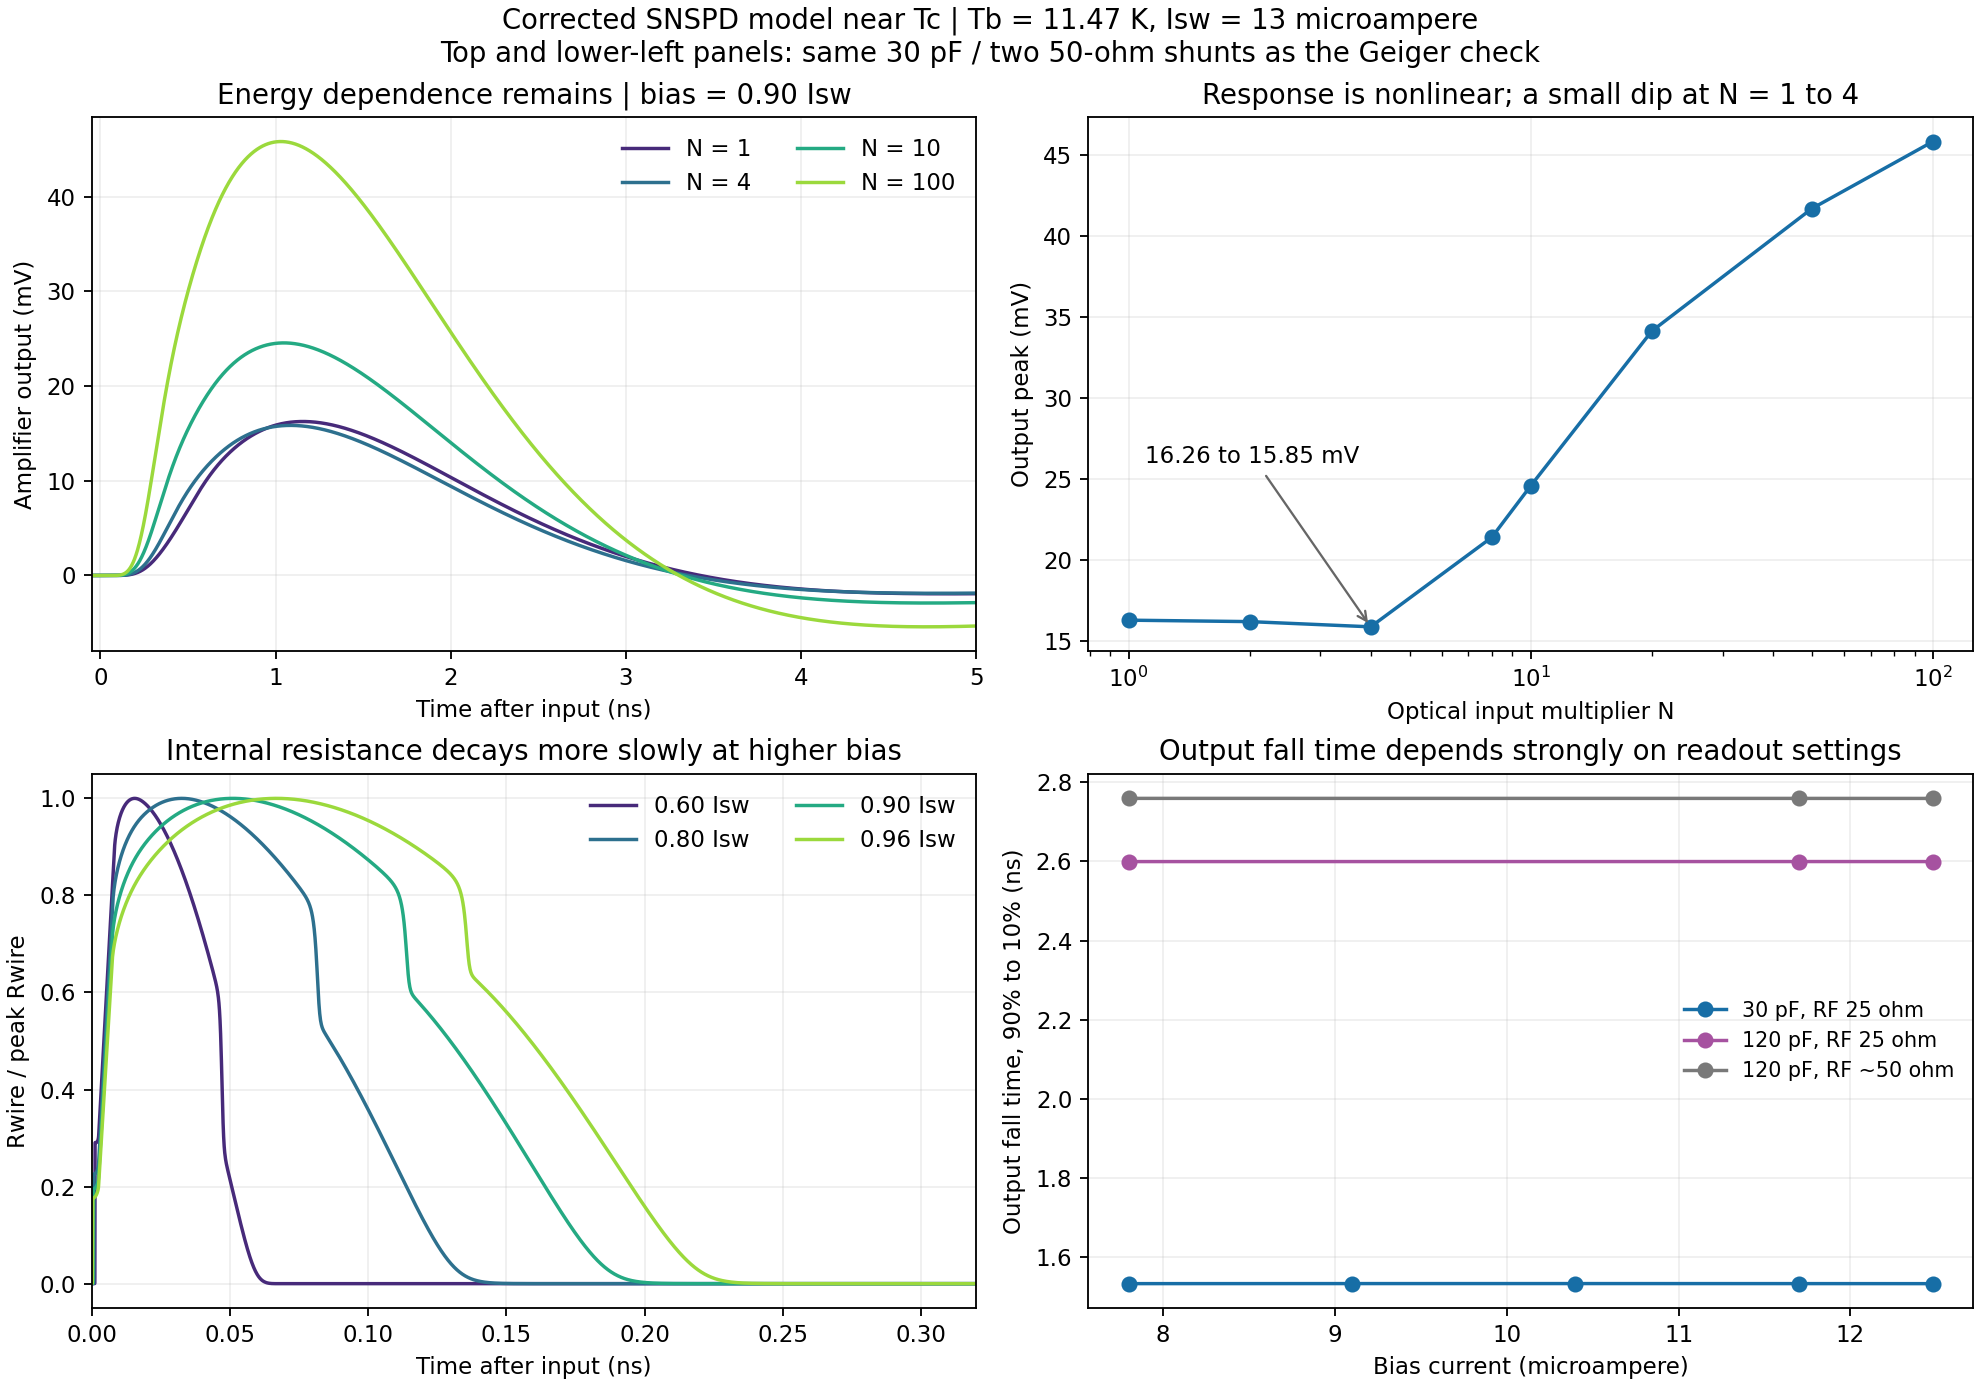 Corrected SNSPD model near Tc | Tb = 11.47 K, Isw = 13 microampere
Top and lower-left panels: same 30 pF / two 50-ohm shunts as the Geiger check
Energy dependence remains | bias = 0.90 Isw
N = 1
N = 4
N = 10
N = 100
Amplifier output (mV)
40
30
20
10
0
0
1
2
3
4
5
Time after input (ns)
Response is nonlinear; a small dip at N = 1 to 4
16.26 to 15.85 mV
Output peak (mV)
45
40
35
30
25
20
15
10⁰
10¹
10²
Optical input multiplier N
Internal resistance decays more slowly at higher bias
0.60 Isw
0.80 Isw
0.90 Isw
0.96 Isw
Rwire / peak Rwire
1.0
0.8
0.6
0.4
0.2
0.0
0.00
0.05
0.10
0.15
0.20
0.25
0.30
Time after input (ns)
Output fall time depends strongly on readout settings
30 pF, RF 25 ohm
120 pF, RF 25 ohm
120 pF, RF ~50 ohm
Output fall time, 90% to 10% (ns)
2.8
2.6
2.4
2.2
2.0
1.8
1.6
8
9
10
11
12
Bias current (microampere)